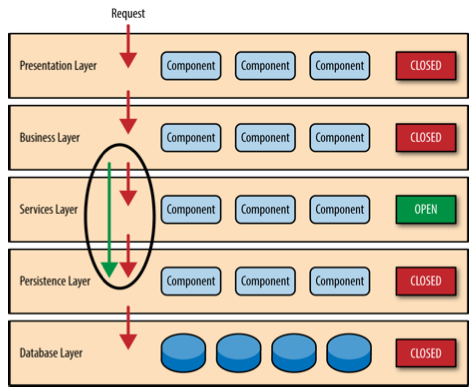 Request
Presentation Layer Component Component Component CLOSED
Business Layer Component Component Component CLOSED
Services Layer Component Component Component OPEN
Persistence Layer Component Component Component CLOSED
Database Layer CLOSED